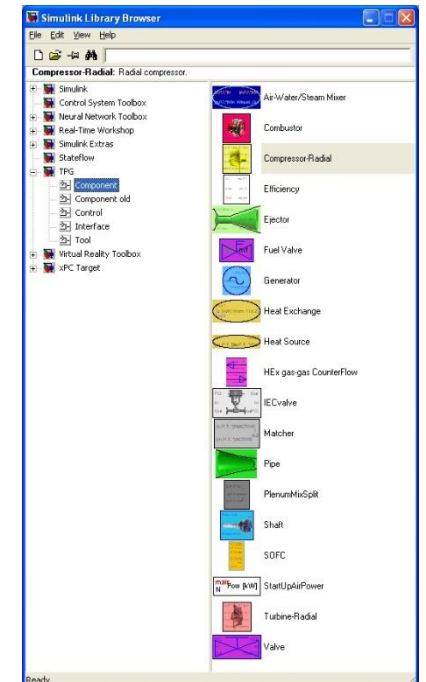 Simulink Library Browser
File Edit View Help
Compressor-Radial: Radial compressor.
Simulink
Control System Toolbox
Neural Network Toolbox
Real-Time Workshop
Simulink Extras
Stateflow
TPG
Component
Component old
Control
Interface
Tool
Virtual Reality Toolbox
xPC Target
Air-Water/Steam Mixer
Combustor
Compressor-Radial
Efficiency
Ejector
Fuel Valve
Generator
Heat Exchange
Heat Source
HEx gas-gas CounterFlow
IECvalve
Matcher
Pipe
PlenumMixSplit
Shaft
SOFC
N Pow [kW] StartUpAirPower
Turbine-Radial
Valve
Ready